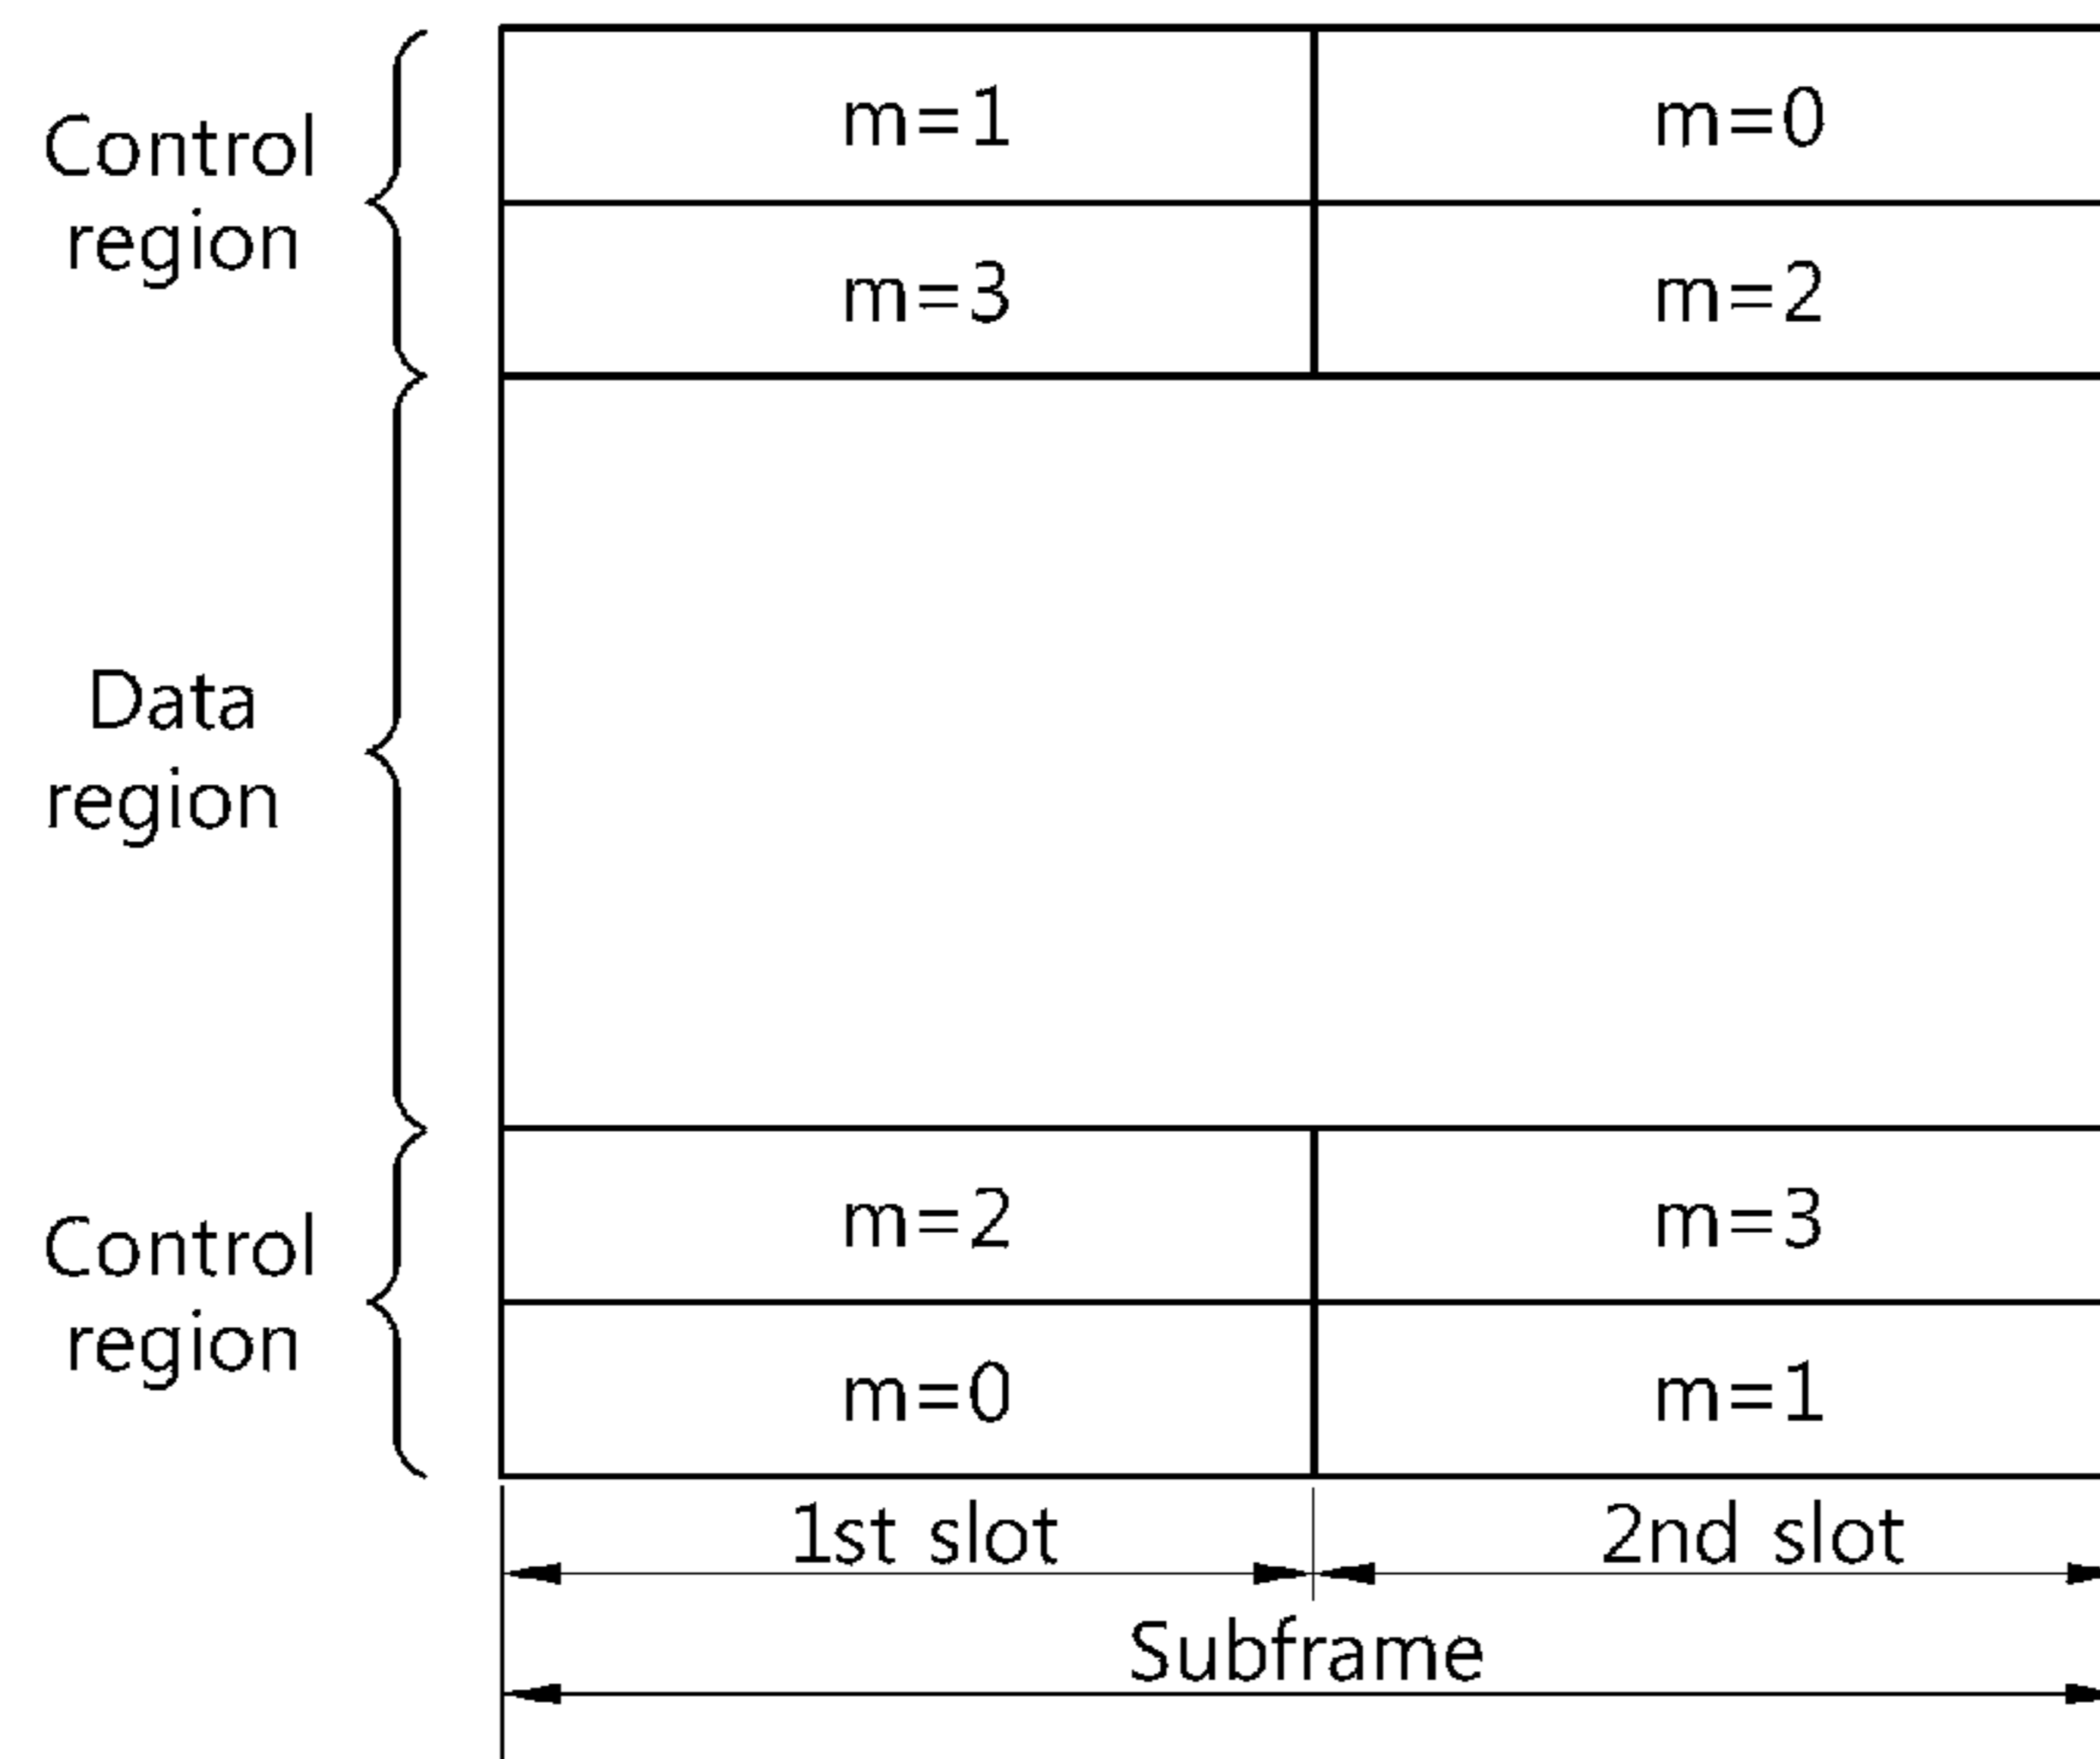 Control
region
m=1 m=0
m=3 m=2
Data
region
Control
region
m=2 m=3
m=0 m=1
1st slot 2nd slot
Subframe